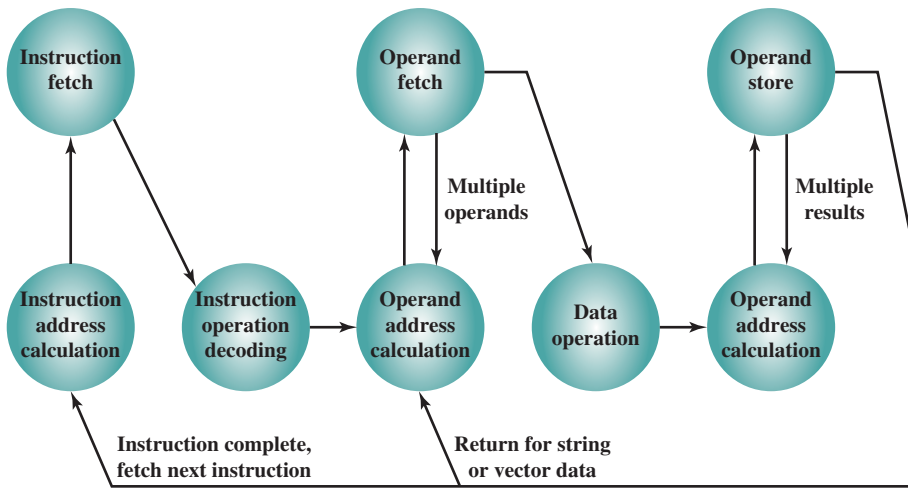 Instruction
fetch
Operand
fetch
Operand
store
Multiple
operands
Multiple
results
Instruction
address
calculation
Instruction
operation
decoding
Operand
address
calculation
Data
operation
Operand
address
calculation
Instruction complete,
fetch next instruction
Return for string
or vector data